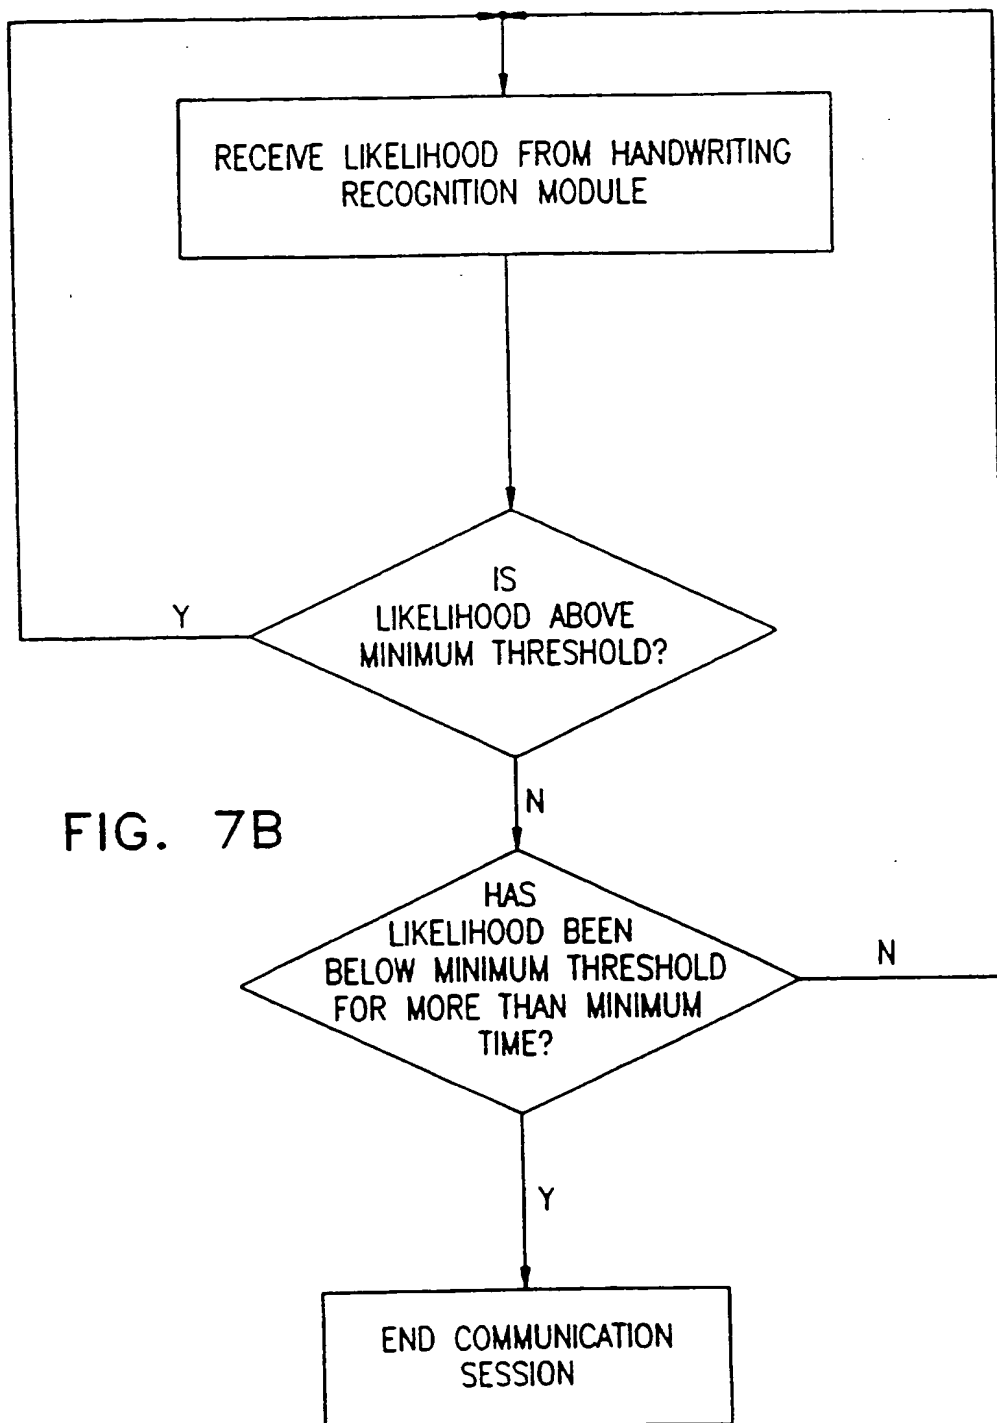 RECEIVE LIKELIHOOD FROM HANDWRITING
RECOGNITION MODULE
IS
LIKELIHOOD ABOVE
MINIMUM THRESHOLD?
Y
N
FIG. 7B
HAS
LIKELIHOOD BEEN
BELOW MINIMUM THRESHOLD
FOR MORE THAN MINIMUM
TIME?
N
Y
END COMMUNICATION
SESSION